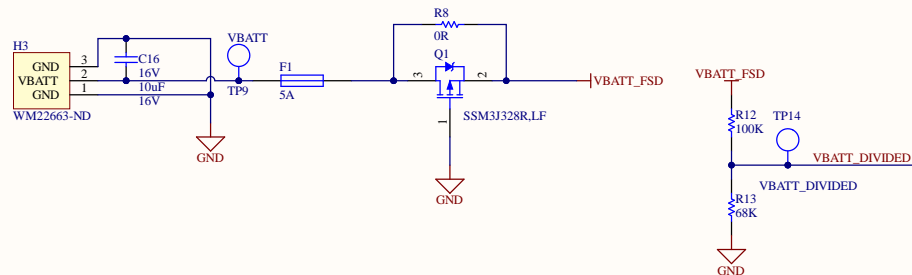 H3
GND
VBATT
GND
3
2
1
WM22663-ND
C16
16V
10uF
16V
GND
VBATT
TP9
F1
5A
R8
0R
Q1
3
2
1
SSM3J328R,LF
GND
VBATT_FSD
VBATT_FSD
R12
100K
TP14
VBATT_DIVIDED
VBATT_DIVIDED
R13
68K
GND